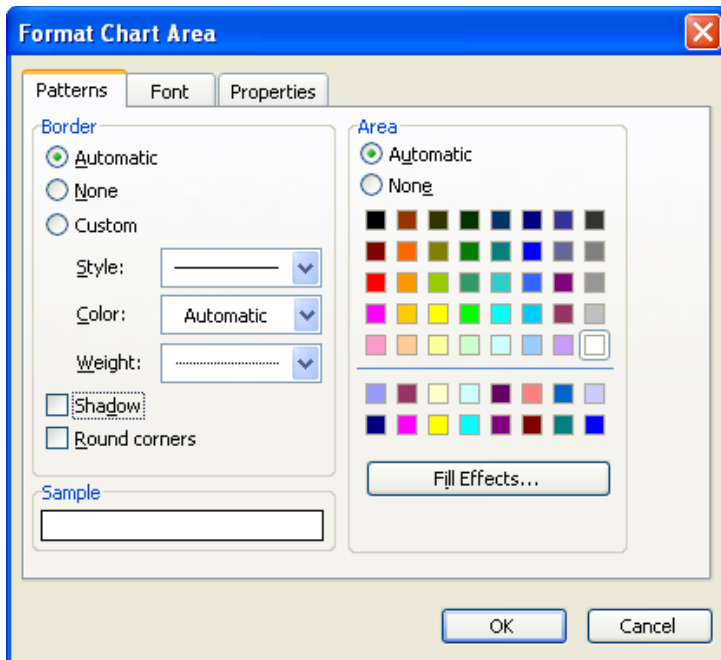 Format Chart Area
Patterns Font Properties
Border
Automatic
None
Custom
Style:
Color: Automatic
Weight:
Shadow
Round corners
Sample
Area
Automatic
None
Fill Effects...
OK Cancel